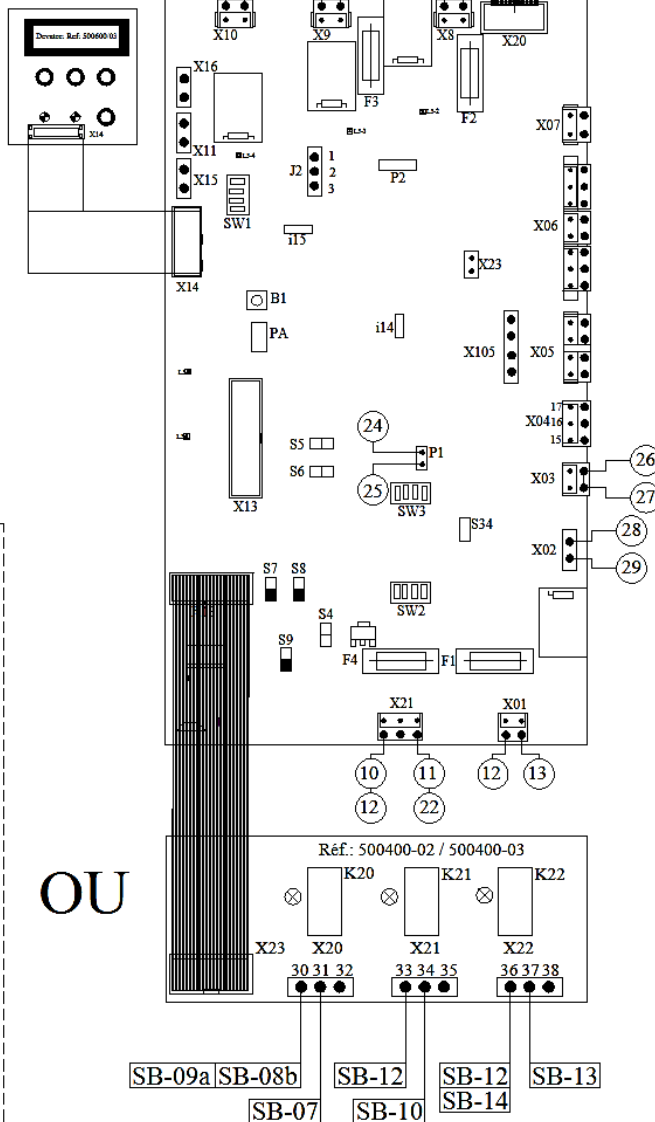 X10
X9
X8
X20
Devatec Ref: 500600/03
X14
X16
F3
F2
X07
X11
J2
1
2
3
P2
X15
SW1
i15
X06
X14
X23
B1
PA
i14
X105
X05
24
17
X04
16
15
S5
P1
S6
25
X03
26
27
X13
SW3
S34
X02
28
29
S7
S8
SW2
S4
S9
F4
F1
X21
X01
10
11
12
13
12
22
Réf.: 500400-02 / 500400-03
OU
K20
K21
K22
X23
X20
X21
X22
30
31
32
33
34
35
36
37
38
SB-09a
SB-08b
SB-12
SB-12
SB-13
SB-14
SB-07
SB-10